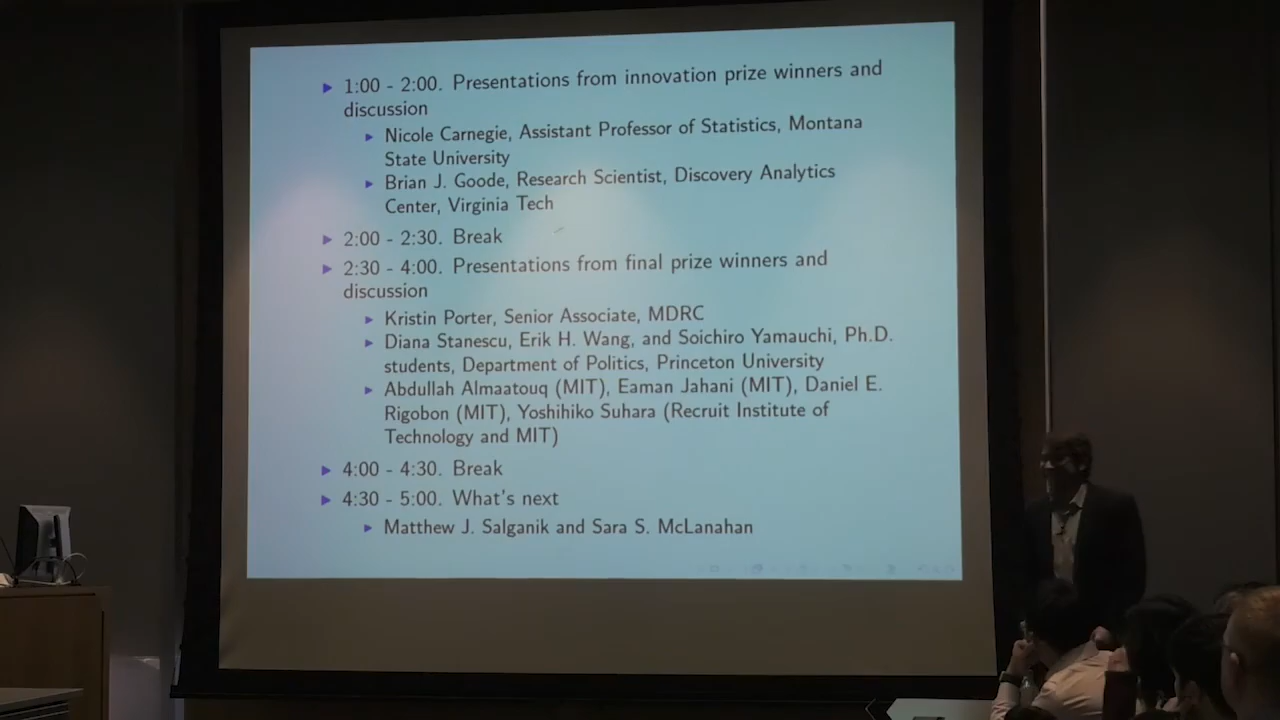 1:00 - 2:00. Presentations from innovation prize winners and
discussion
Nicole Carnegie, Assistant Professor of Statistics, Montana
State University
Brian J. Goode, Research Scientist, Discovery Analytics
Center, Virginia Tech
2:00 - 2:30. Break
2:30 - 4:00. Presentations from final prize winners and
discussion
Kristin Porter, Senior Associate, MDRC
Diana Stanescu, Erik H. Wang, and Soichiro Yamauchi, Ph.D.
students, Department of Politics, Princeton University
Abdullah Almaatouq (MIT), Eaman Jahani (MIT), Daniel E.
Rigobon (MIT), Yoshihiko Suhara (Recruit Institute of
Technology and MIT)
4:00 - 4:30. Break
4:30 - 5:00. What's next
Matthew J. Salganik and Sara S. McLanahan